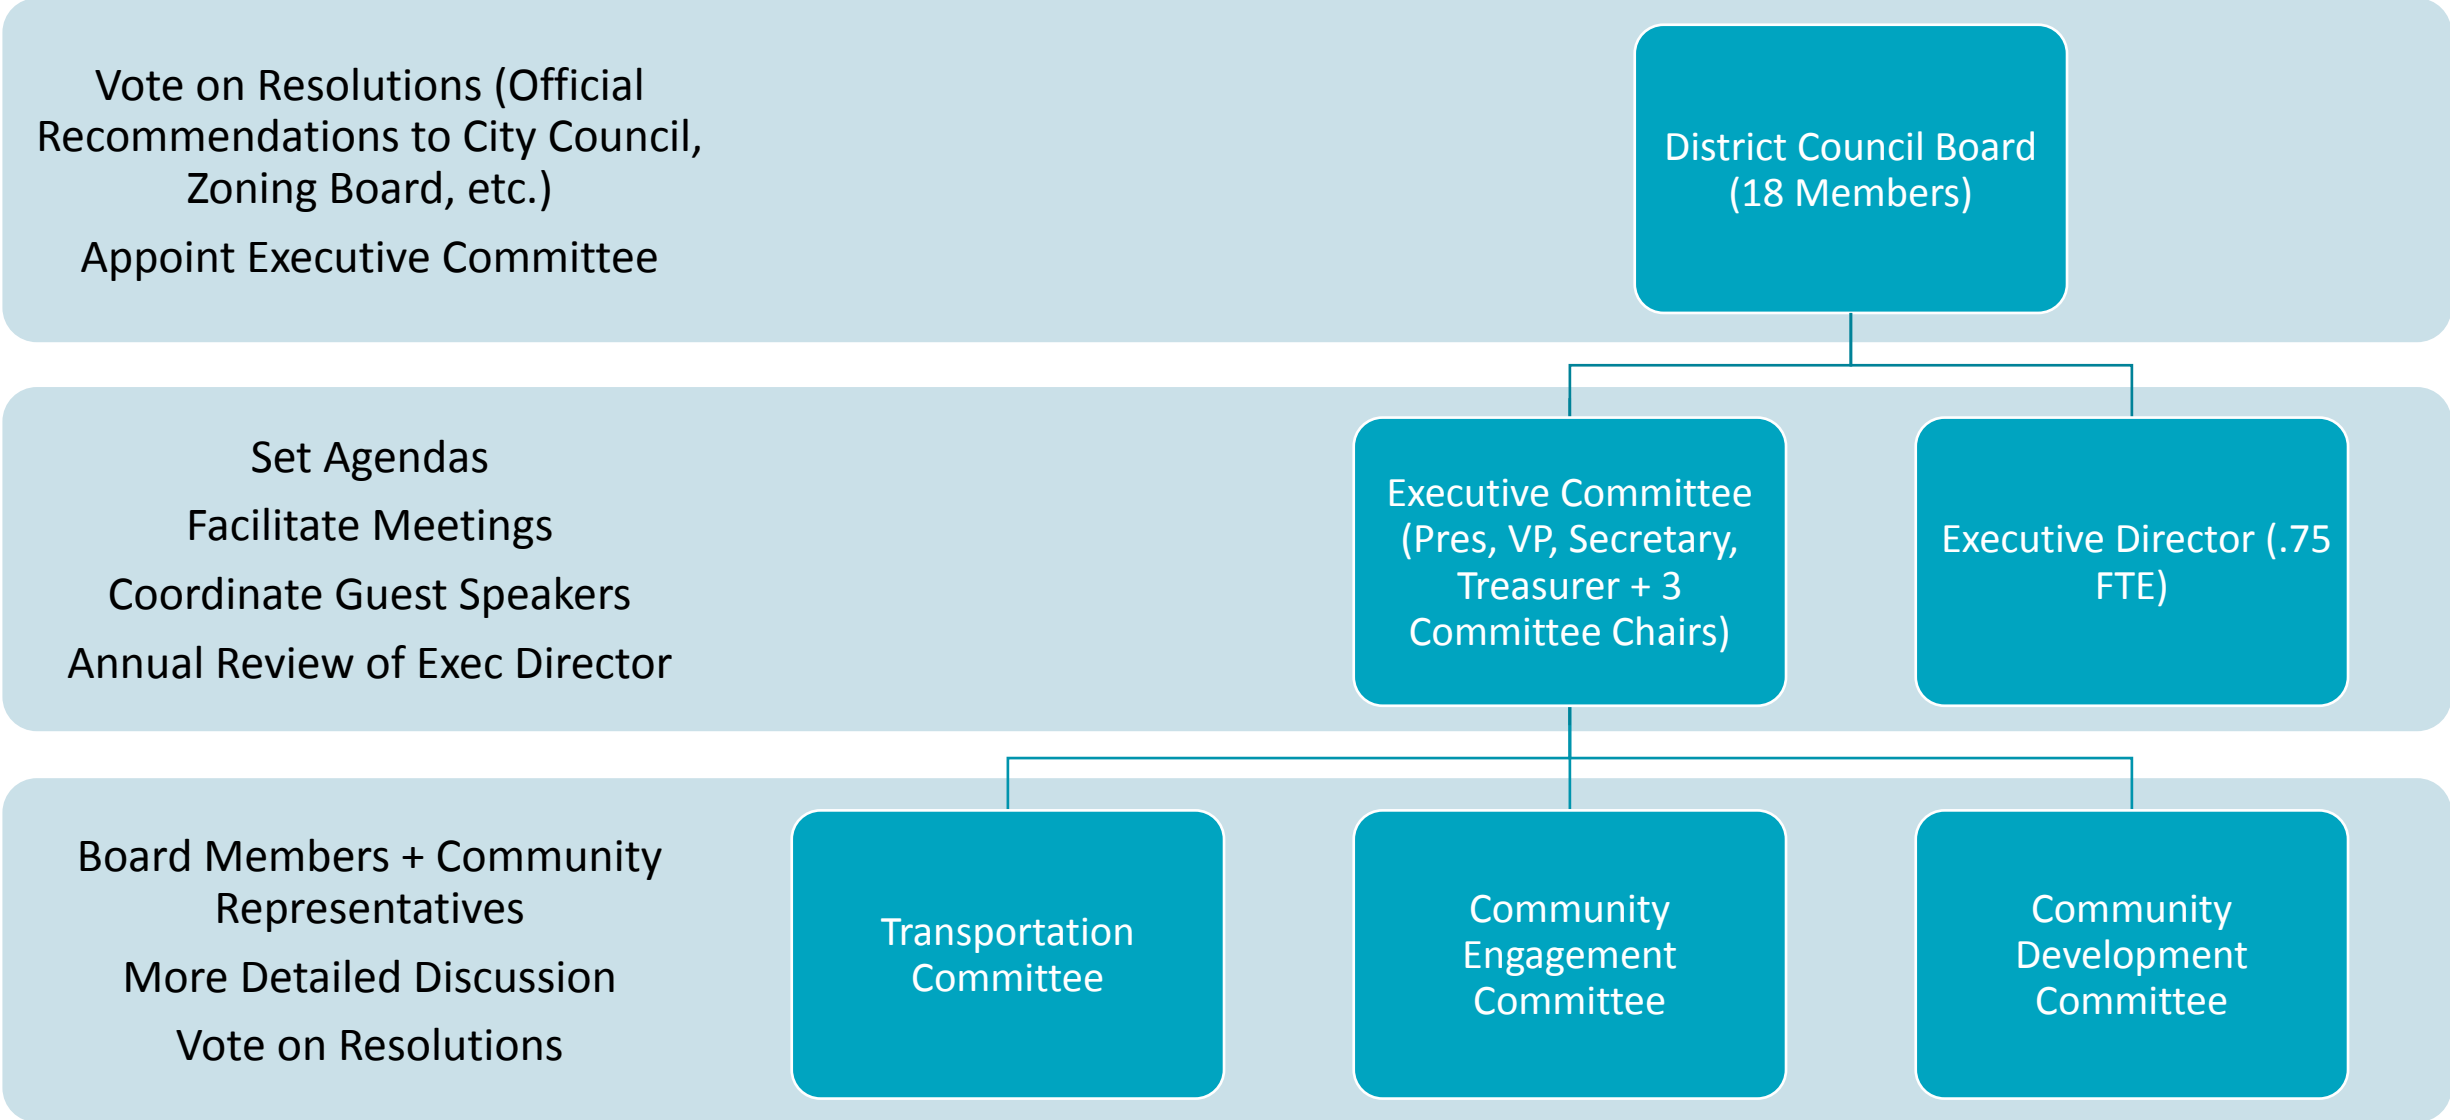 Vote on Resolutions (Official
Recommendations to City Council,
Zoning Board, etc.)
Appoint Executive Committee
District Council Board
(18 Members)
Set Agendas
Facilitate Meetings
Coordinate Guest Speakers
Annual Review of Exec Director
Executive Committee
(Pres, VP, Secretary,
Treasurer + 3
Committee Chairs)
Executive Director (.75
FTE)
Board Members + Community
Representatives
More Detailed Discussion
Vote on Resolutions
Transportation
Committee
Community
Engagement
Committee
Community
Development
Committee